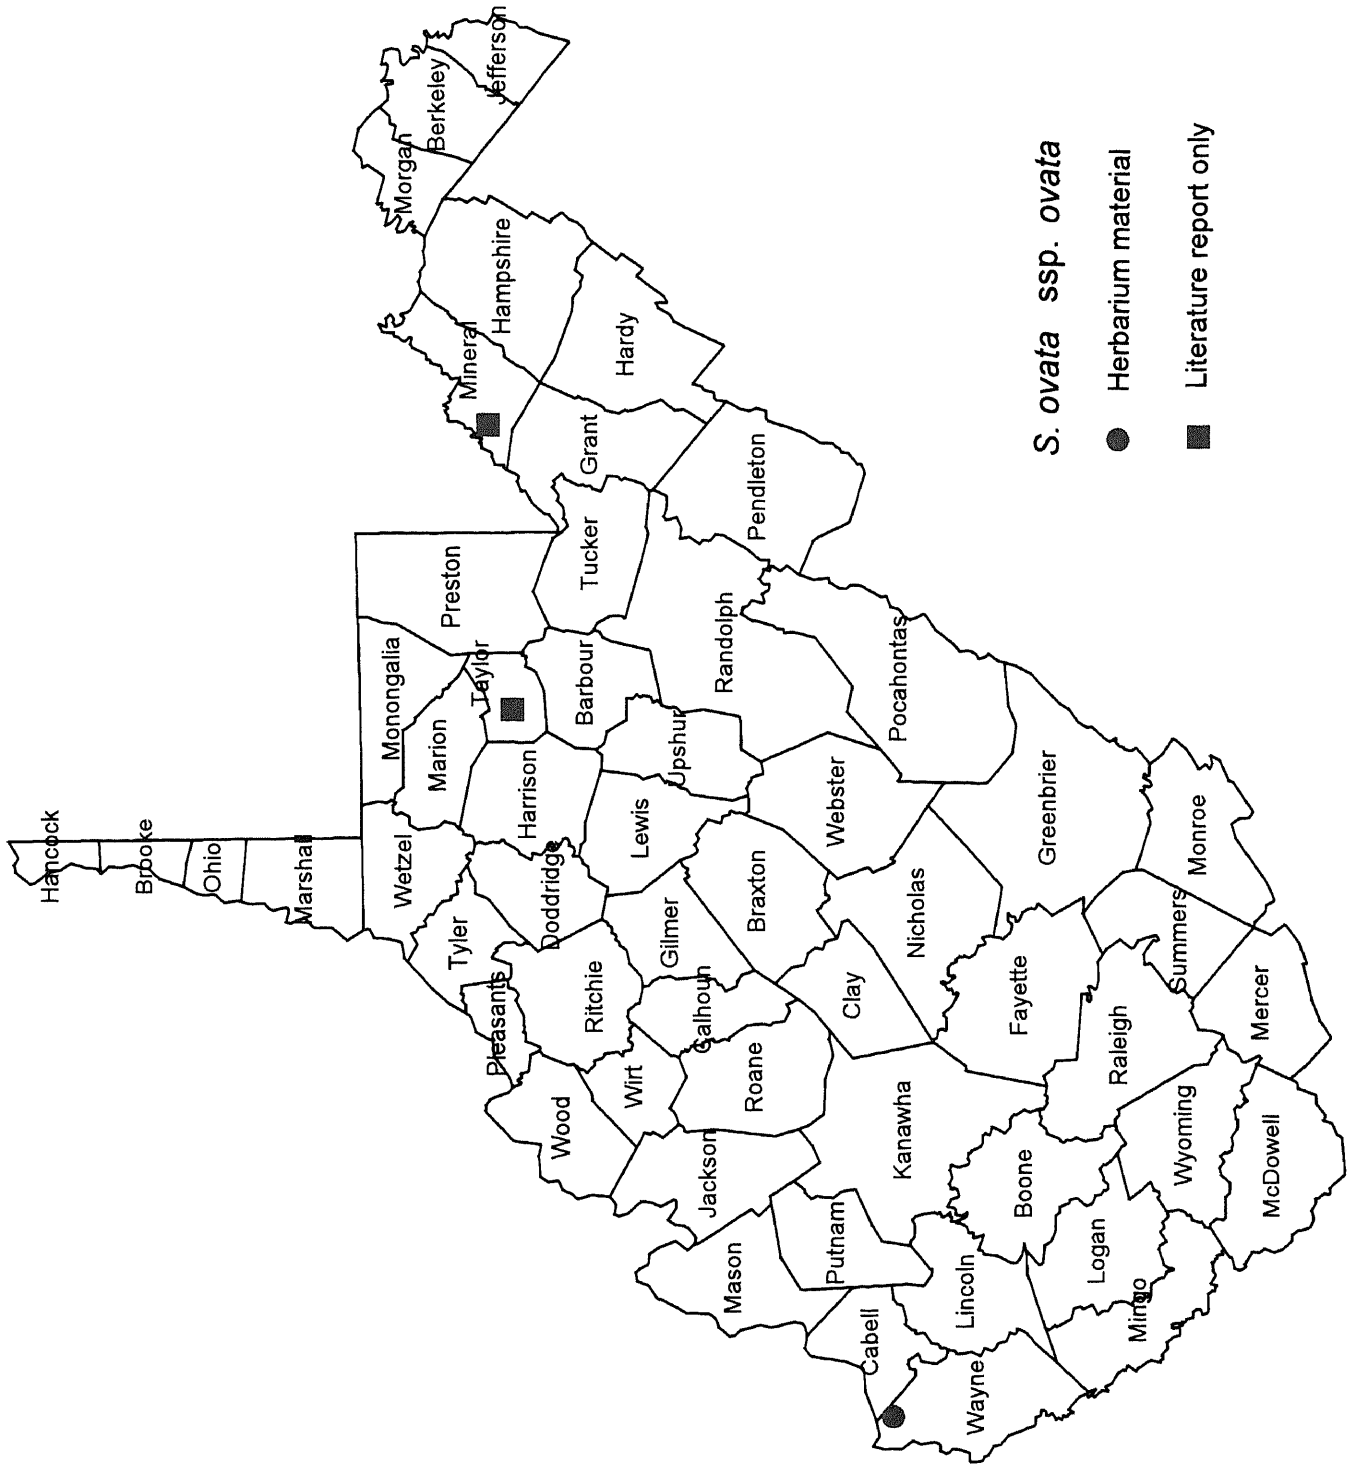 Hancock
Brooke
Ohio
Marshal
Wetzel
Monongalia
Marion
Preston
Taylor
Tyler
Pleasants
Doddridge
Harrison
Barbour
Tucker
Mineral
Grant
Hampshire
Hardy
Morgan
Berkeley
Jefferson
Wood
Ritchie
Wirt
Gilmer
Lewis
Upshur
Randolph
Pendleton
Calhoun
Roane
Jackson
Mason
Braxton
Webster
Pocahontas
Clay
Nicholas
Putnam
Kanawha
Cabell
Lincoln
Wayne
Boone
Fayette
Greenbrier
Logan
Mingo
Raleigh
Summers
Monroe
Wyoming
Mercer
McDowell
S. ovata ssp. ovata
Herbarium material
Literature report only